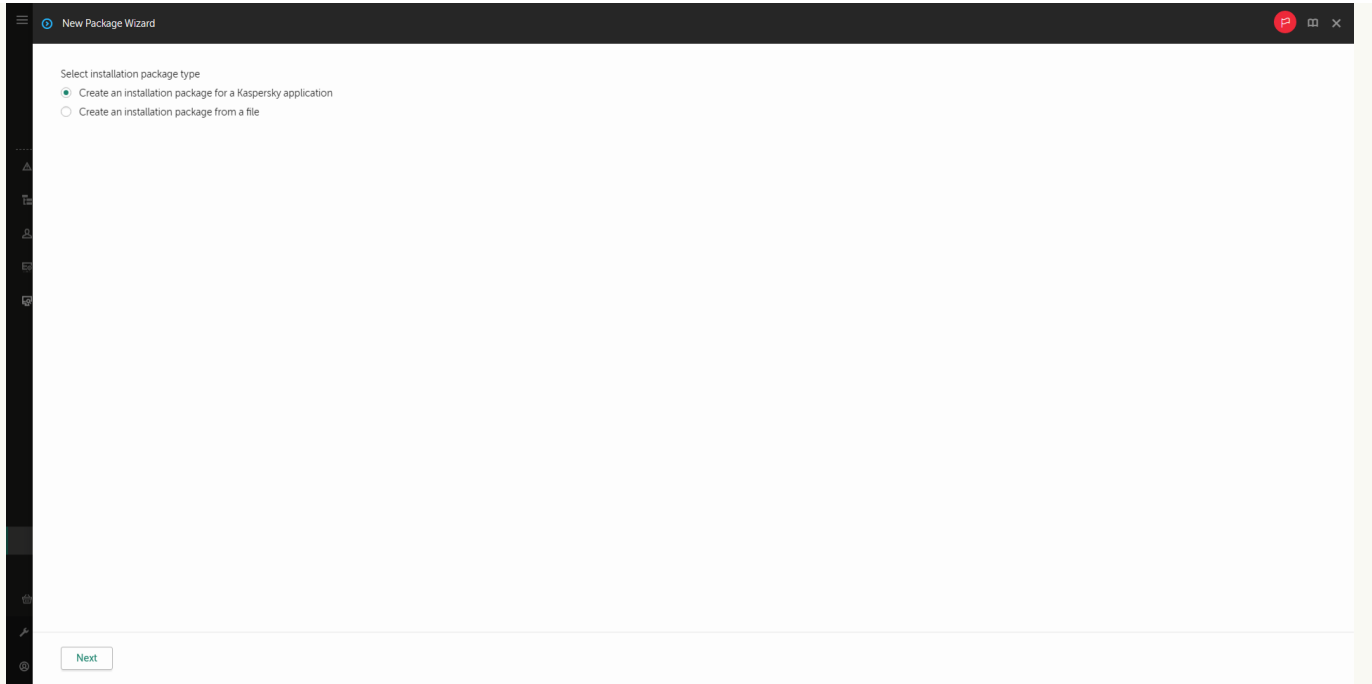 New Package Wizard
Select installation package type
Create an installation package for a Kaspersky application
Create an installation package from a file
Next